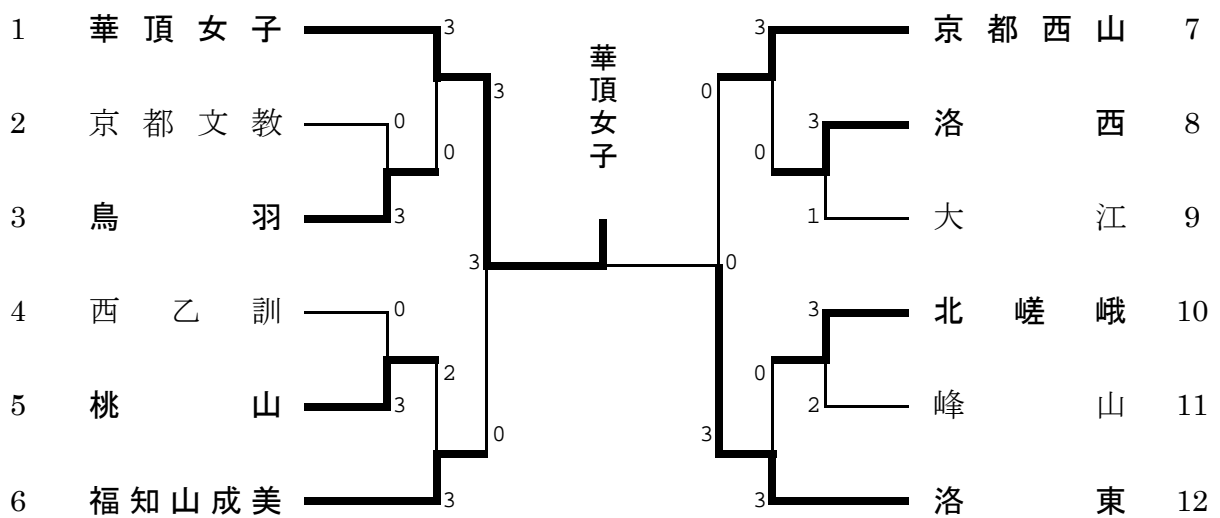 1 華頂女子 3 3 京都西山 7
華頂女子
3 0
2 京都文教 0 3 洛西 8
0 0
3 鳥羽 3 1 大江 9
3 0
4 西乙訓 0 3 北嵯峨 10
2 0
5 桃山 3 2 峰山 11
0 3
6 福知山成美 3 3 洛東 12